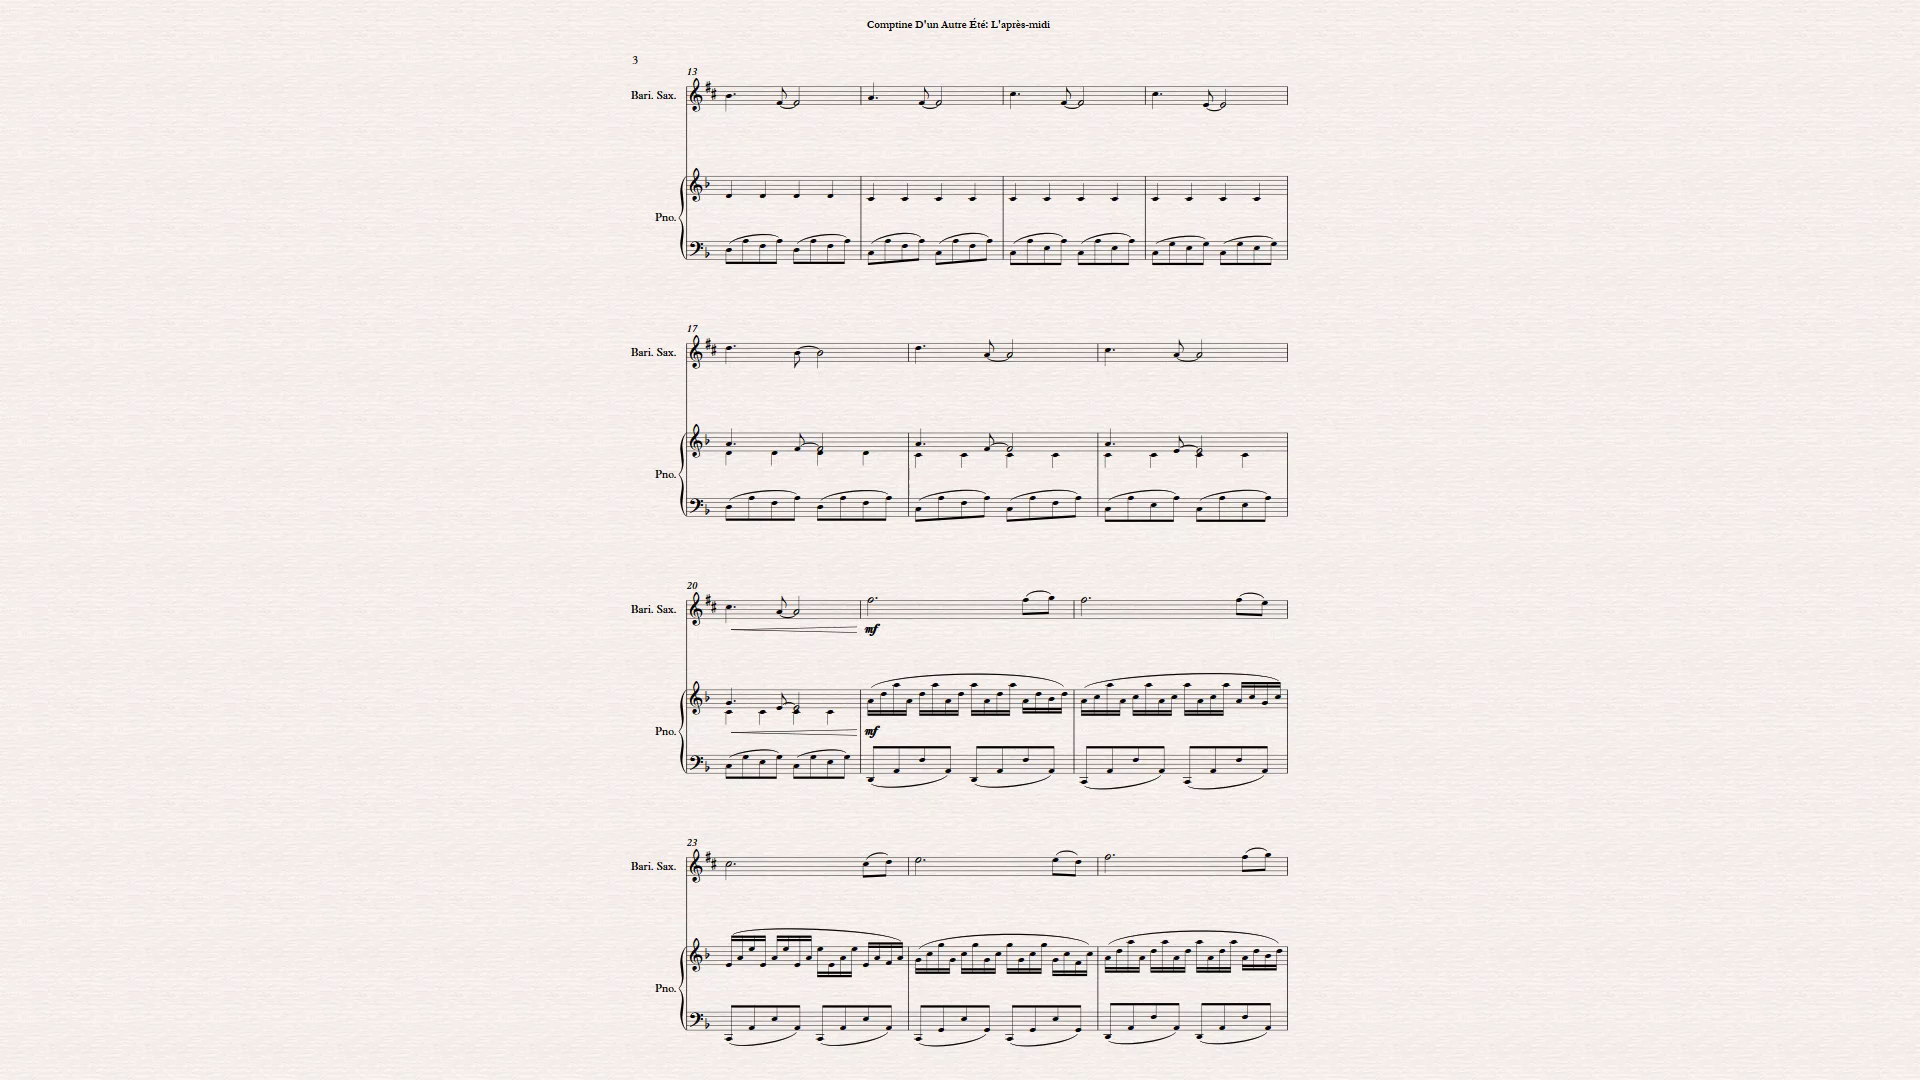 Comptine D'un Autre Été: L'après-midi
3
13
Bari. Sax.
Pno.
17
Bari. Sax.
Pno.
20
Bari. Sax.
mf
mf
Pno.
23
Bari. Sax.
Pno.